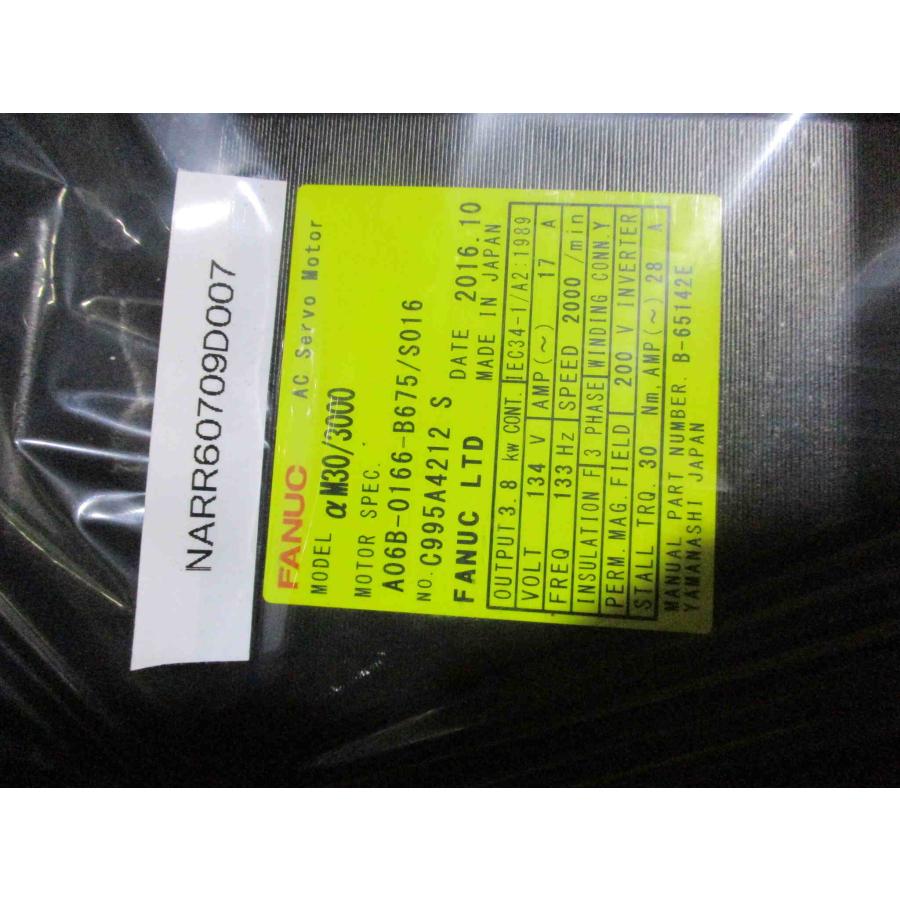 NARR60709D007
FANUC AC Servo Motor
MODEL αM30/3000
MOTOR SPEC.
A06B-0166-B675/S016
NO. C995A4212 S DATE 2016.10
FANUC LTD MADE IN JAPAN
OUTPUT 3.8 kW CONT. IEC34-1/A2:1989
VOLT 134 V AMP(~) 17 A
FREQ 133 Hz SPEED 2000 /min
INSULATION F 3 PHASE WINDING CONN.Y
PERM.MAG.FIELD 200 V INVERTER
STALL TRQ. 30 Nm, AMP(~) 28 A
MANUAL PART NUMBER. B-65142E
YAMANASHI JAPAN